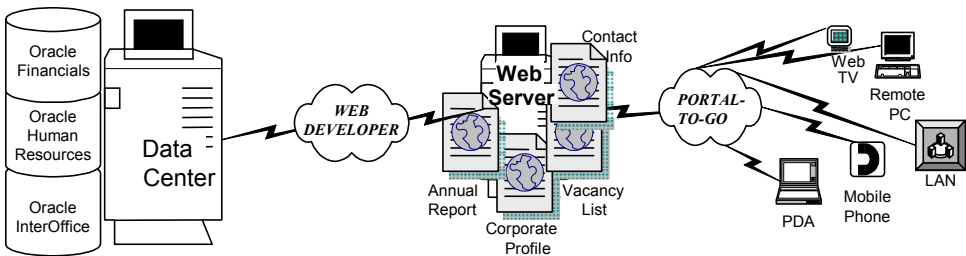 Oracle
Financials
Oracle
Human
Resources
Oracle
InterOffice
Data
Center
WEB
DEVELOPER
Web
Server
Contact
Info
Annual
Report
Corporate
Profile
Vacancy
List
PORTAL-
TO-GO
Web
TV
Remote
PC
LAN
Mobile
Phone
PDA